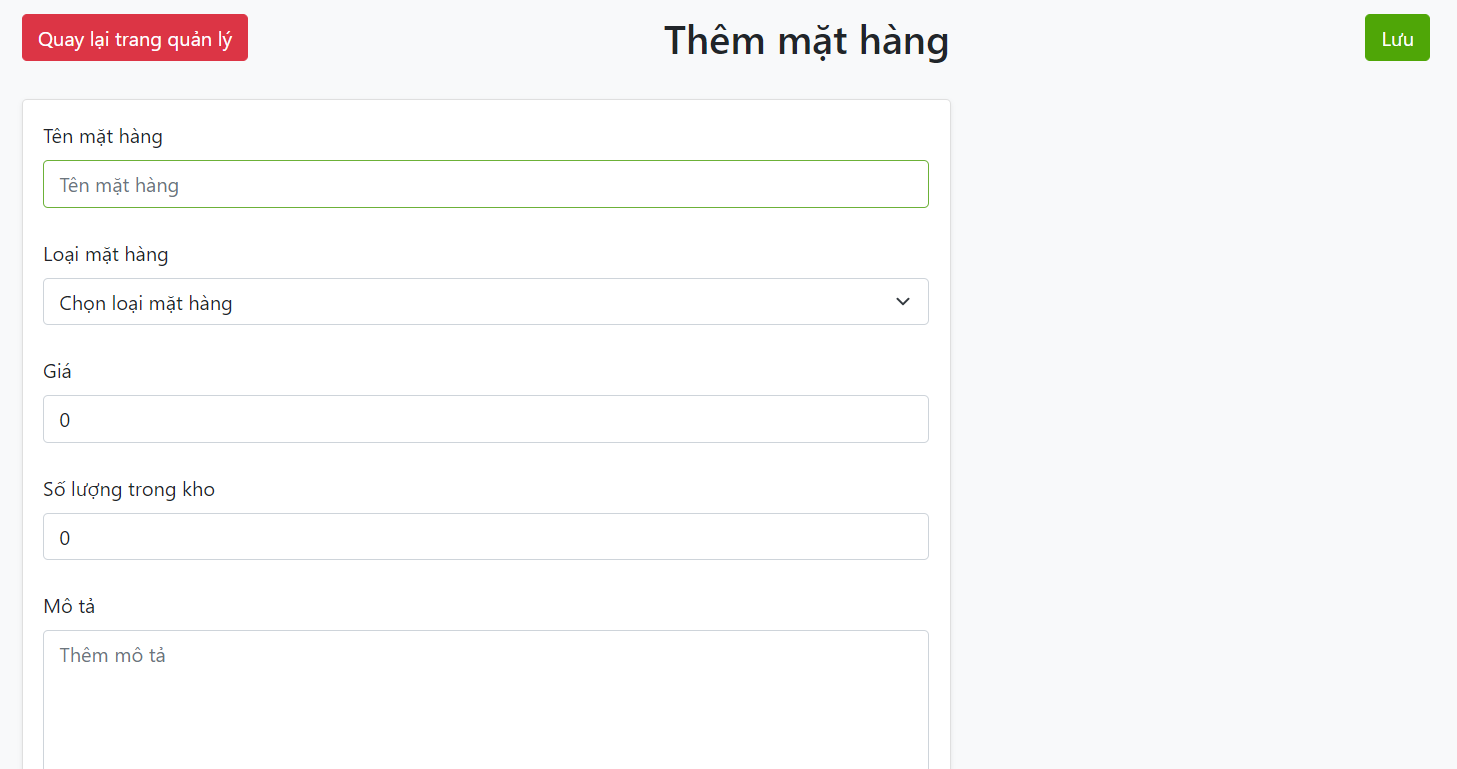 Quay lại trang quản lý
Thêm mặt hàng
Lưu
Tên mặt hàng
Tên mặt hàng
Loại mặt hàng
Chọn loại mặt hàng
Giá
0
Số lượng trong kho
0
Mô tả
Thêm mô tả